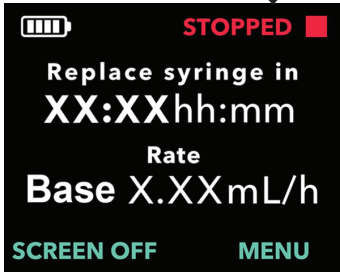 STOPPED
Replace syringe in
XX:XXhh:mm
Rate
Base X.XXmL/h
SCREEN OFF MENU